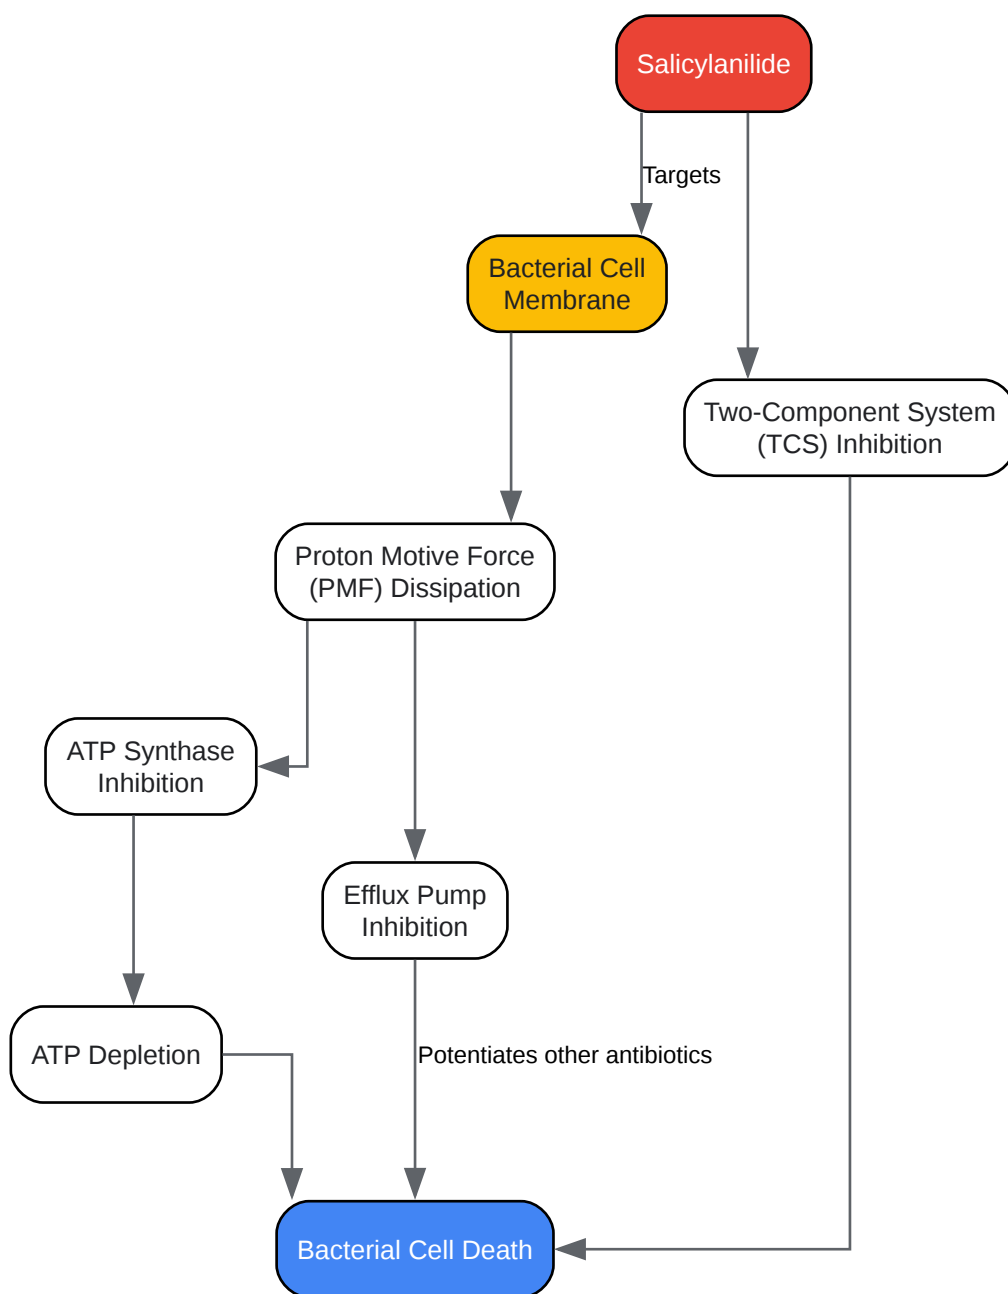 Salicylanilide
Targets
Bacterial Cell
Membrane
Two-Component System
(TCS) Inhibition
Proton Motive Force
(PMF) Dissipation
ATP Synthase
Inhibition
Efflux Pump
Inhibition
ATP Depletion
Potentiates other antibiotics
Bacterial Cell Death